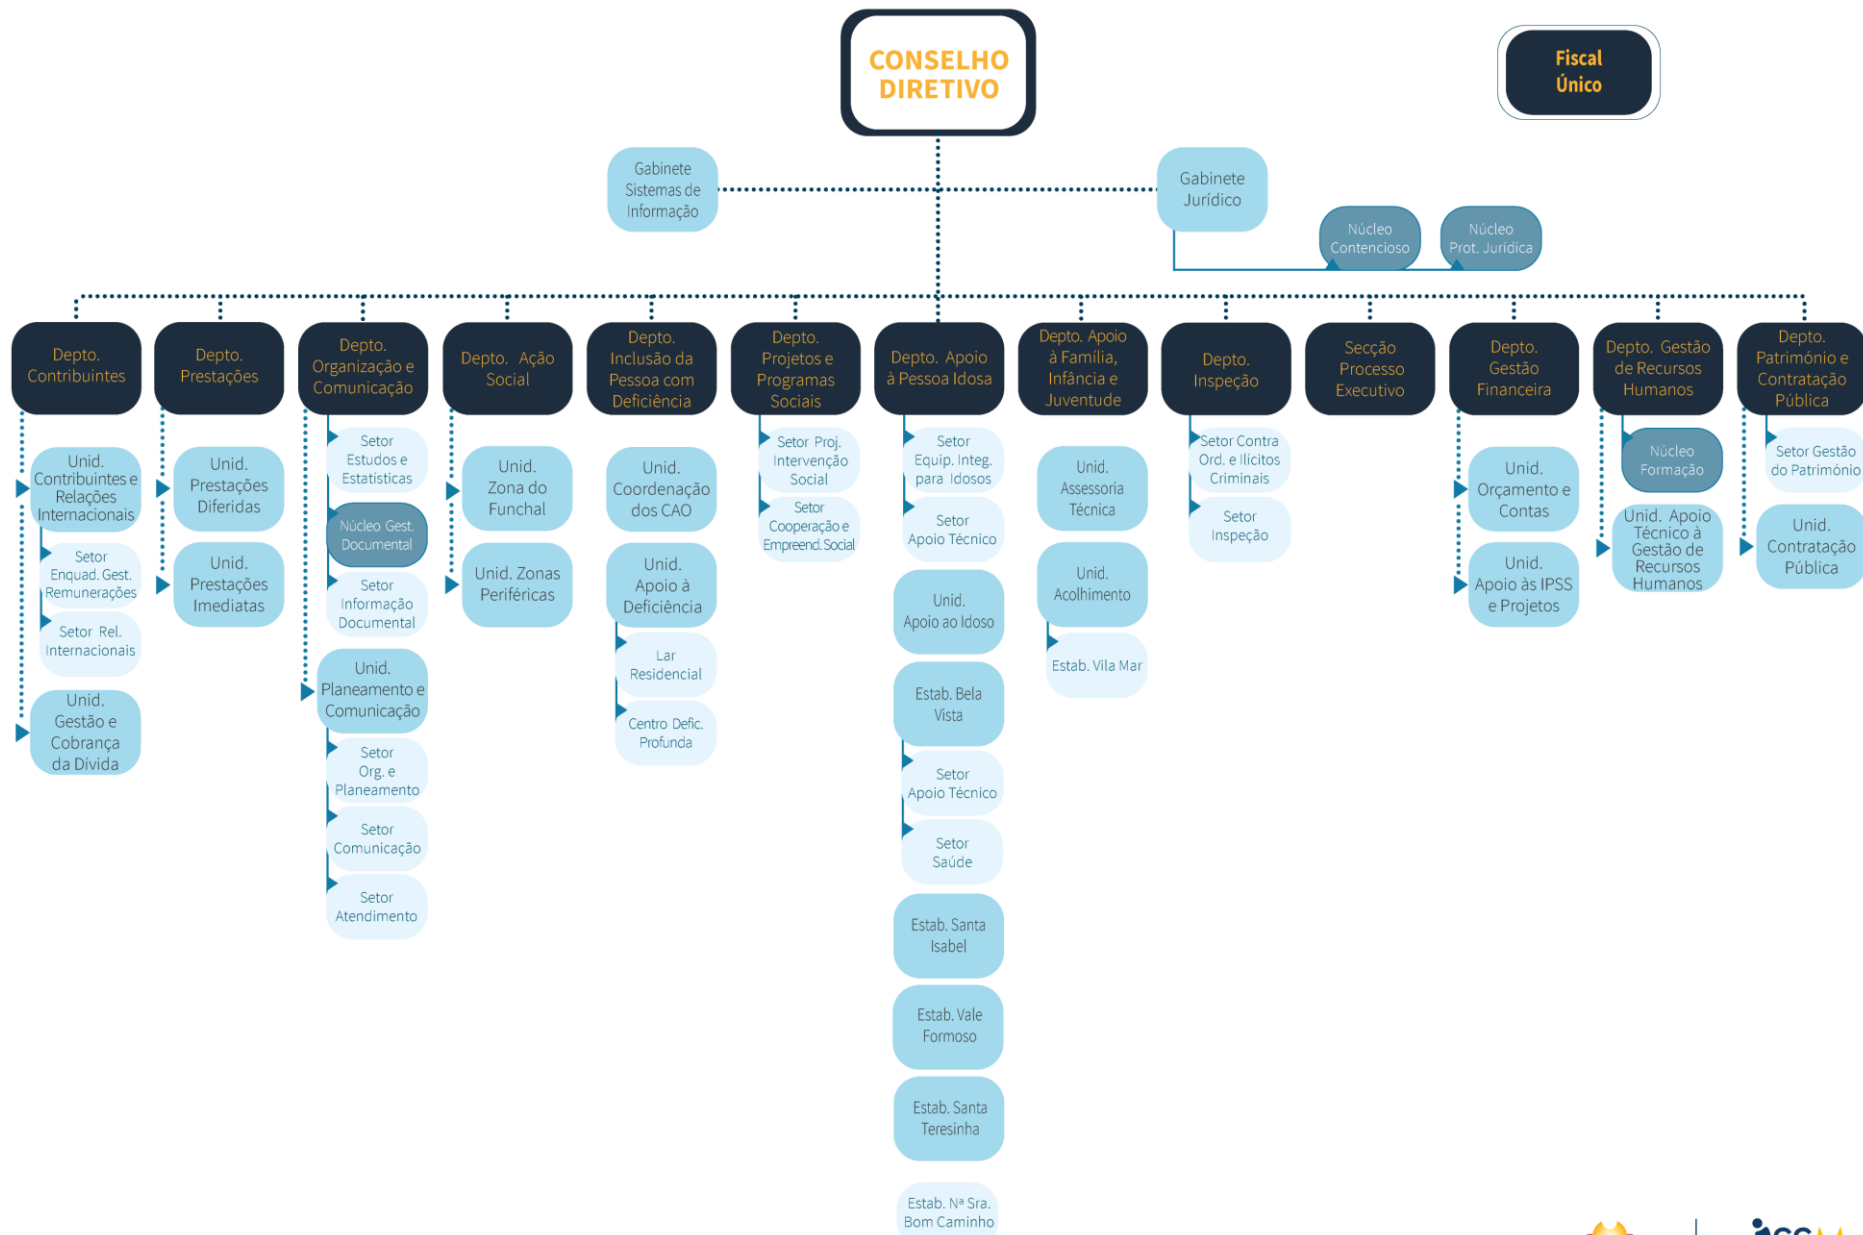 CONSELHO
DIRETIVO
Fiscal
Único
Gabinete
Sistemas de
Informação
Gabinete
Jurídico
Núcleo
Contencioso
Núcleo
Prot. Jurídica
Depto.
Contribuintes
Unid.
Contribuintes e
Relações
Internacionais
Setor
Enquad. Gest.
Remunerações
Setor Rel.
Internacionais
Unid.
Gestão e
Cobrança
da Dívida
Depto.
Prestações
Unid.
Prestações
Diferidas
Unid.
Prestações
Imediatas
Depto.
Organização e
Comunicação
Setor
Estudos e
Estatísticas
Núcleo Gest.
Documental
Setor
Informação
Documental
Unid.
Planeamento e
Comunicação
Setor
Org. e
Planeamento
Setor
Comunicação
Setor
Atendimento
Depto. Ação
Social
Unid.
Zona do
Funchal
Unid. Zonas
Periféricas
Depto.
Inclusão da
Pessoa com
Deficiência
Unid.
Coordenação
dos CAO
Unid.
Apoio à
Deficiência
Lar
Residencial
Centro Defic.
Profunda
Depto.
Projetos e
Programas
Sociais
Setor Proj.
Intervenção
Social
Setor
Cooperação e
Empreend. Social
Depto. Apoio
à Pessoa Idosa
Setor
Equip. Integ.
para Idosos
Setor
Apoio Técnico
Unid.
Apoio ao Idoso
Estab. Bela
Vista
Setor
Apoio Técnico
Setor
Saúde
Estab. Santa
Isabel
Estab. Vale
Formoso
Estab. Santa
Teresinha
Estab. Nª Sra.
Bom Caminho
Depto. Apoio
à Família,
Infância e
Juventude
Unid.
Assessoria
Técnica
Unid.
Acolhimento
Estab. Vila Mar
Depto.
Inspeção
Setor Contra
Ord. e Ilícitos
Criminais
Setor
Inspeção
Secção
Processo
Executivo
Depto.
Gestão
Financeira
Unid.
Orçamento e
Contas
Unid.
Apoio às IPSS
e Projetos
Depto. Gestão
de Recursos
Humanos
Núcleo
Formação
Unid. Apoio
Técnico à
Gestão de
Recursos
Humanos
Depto.
Património e
Contratação
Pública
Setor Gestão
do Património
Unid.
Contratação
Pública